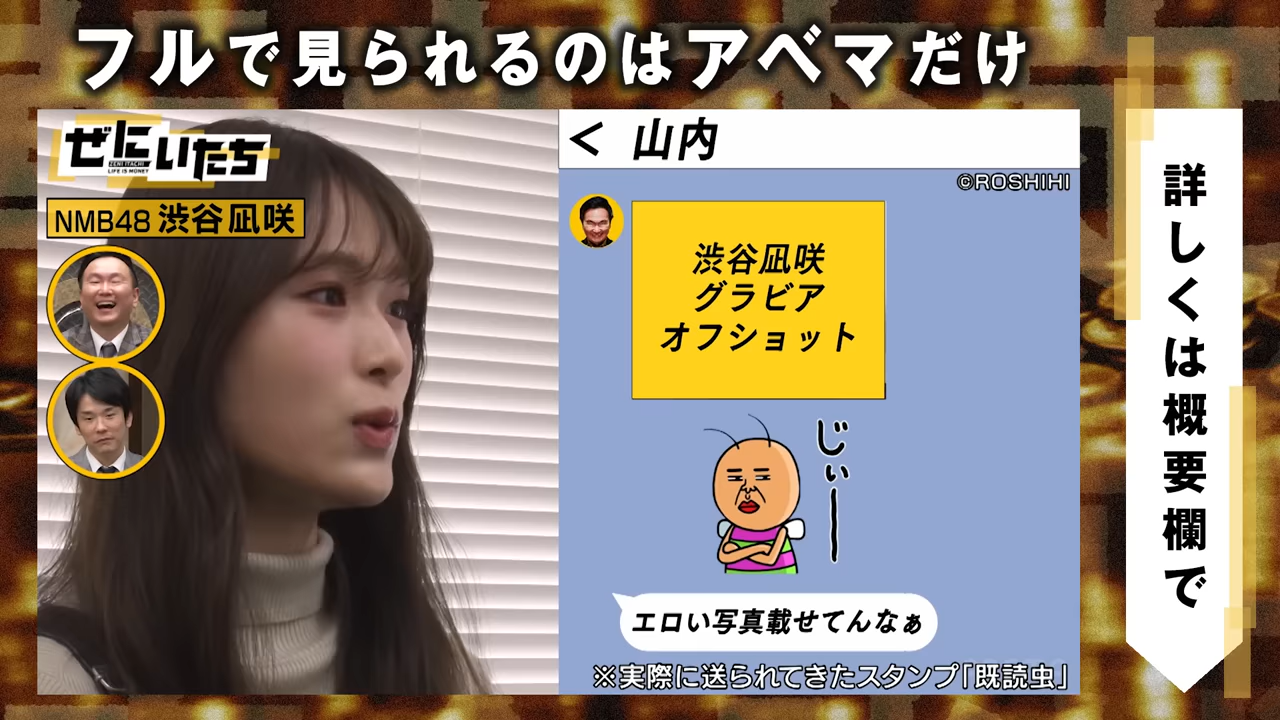 フルで見られるのはアベマだけ
ぜにいたち
ZENI ITACHI
LIFE IS MONEY
NMB48 渋谷凪咲
< 山内
©ROSHIHI
渋谷凪咲
グラビア
オフショット
じぃー
エロい写真載せてんなぁ
※実際に送られてきたスタンプ「既読虫」
詳しくは概要欄で